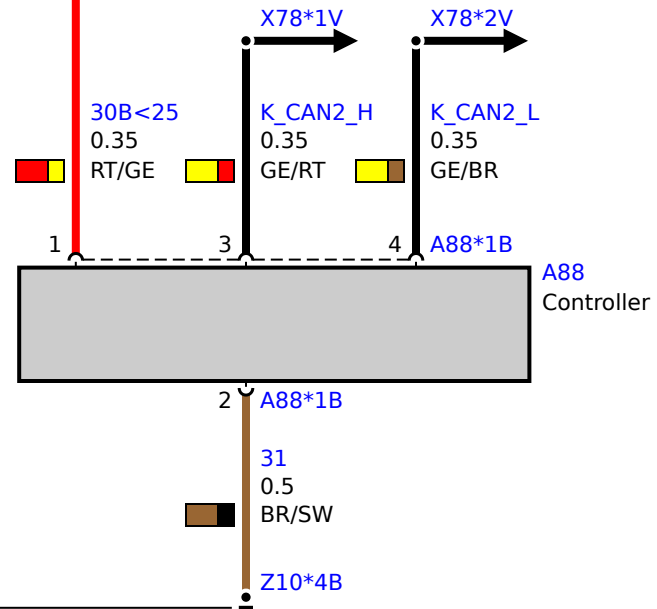 X78*1V
X78*2V
30B<25
0.35
RT/GE
K_CAN2_H
0.35
GE/RT
K_CAN2_L
0.35
GE/BR
1
3
4
A88*1B
A88
Controller
2
A88*1B
31
0.5
BR/SW
Z10*4B